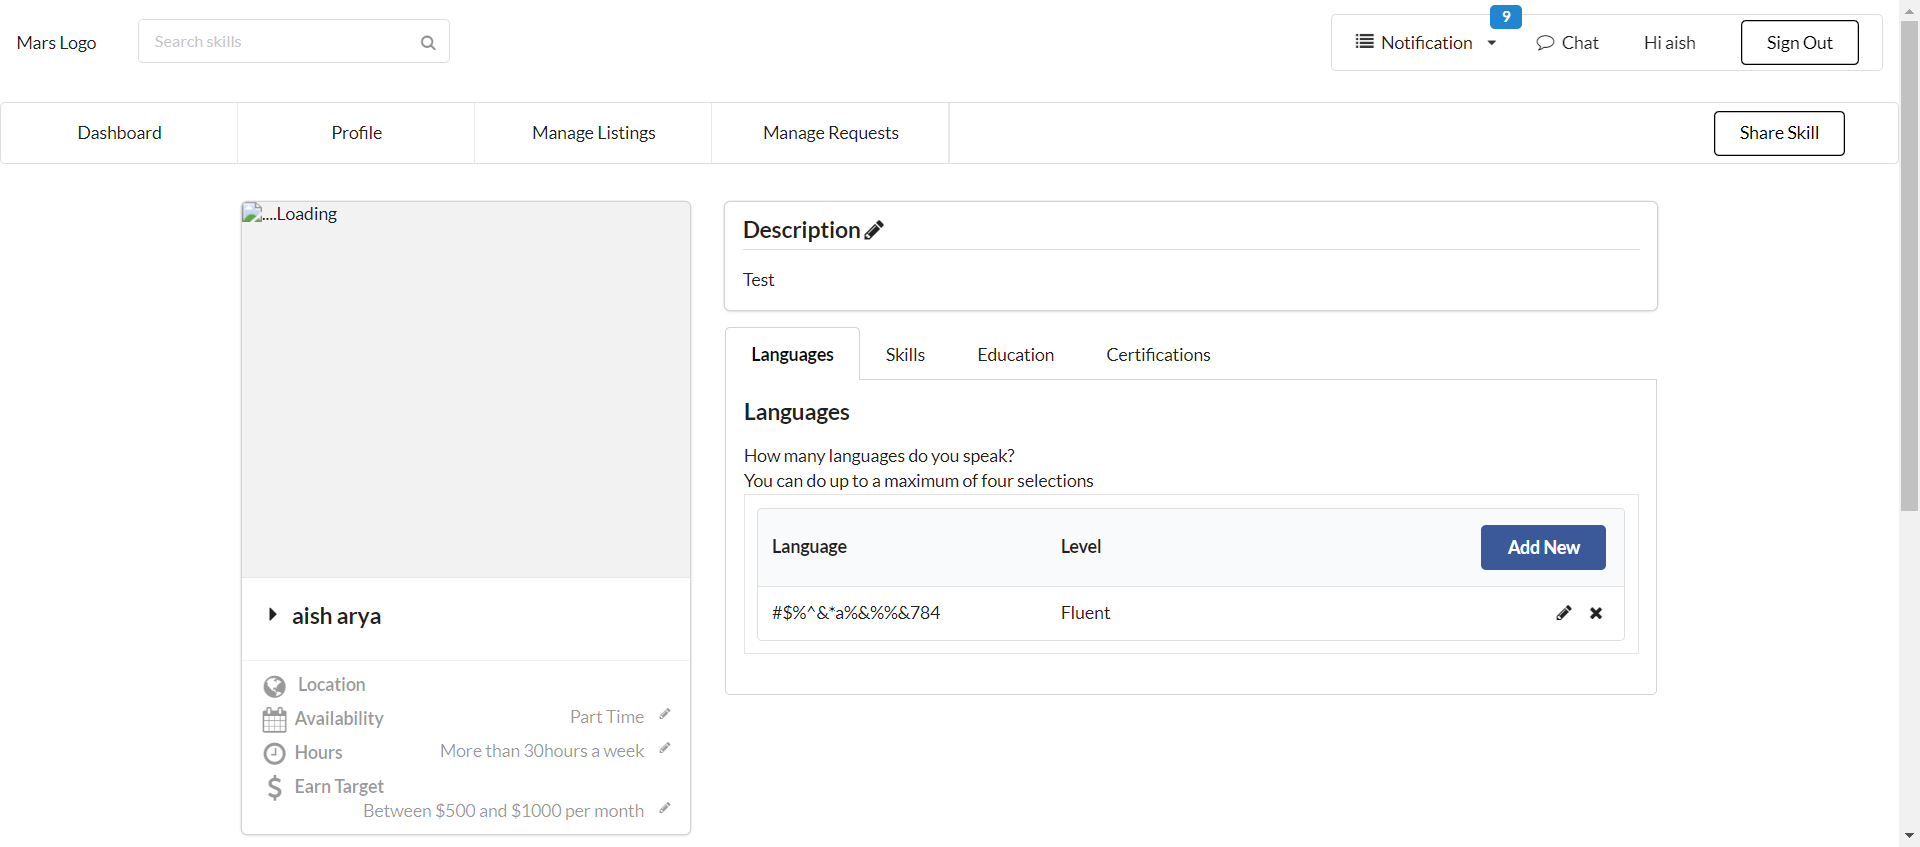 Mars Logo
Search skills
Notification
9
Chat
Hi aish
Sign Out
Dashboard
Profile
Manage Listings
Manage Requests
Share Skill
....Loading
aish arya
Location
Availability
Part Time
Hours
More than 30hours a week
Earn Target
Between $500 and $1000 per month
Description
Test
Languages
Skills
Education
Certifications
Languages
How many languages do you speak?
You can do up to a maximum of four selections
Language
Level
Add New
#$%^&*a%&%%&784
Fluent